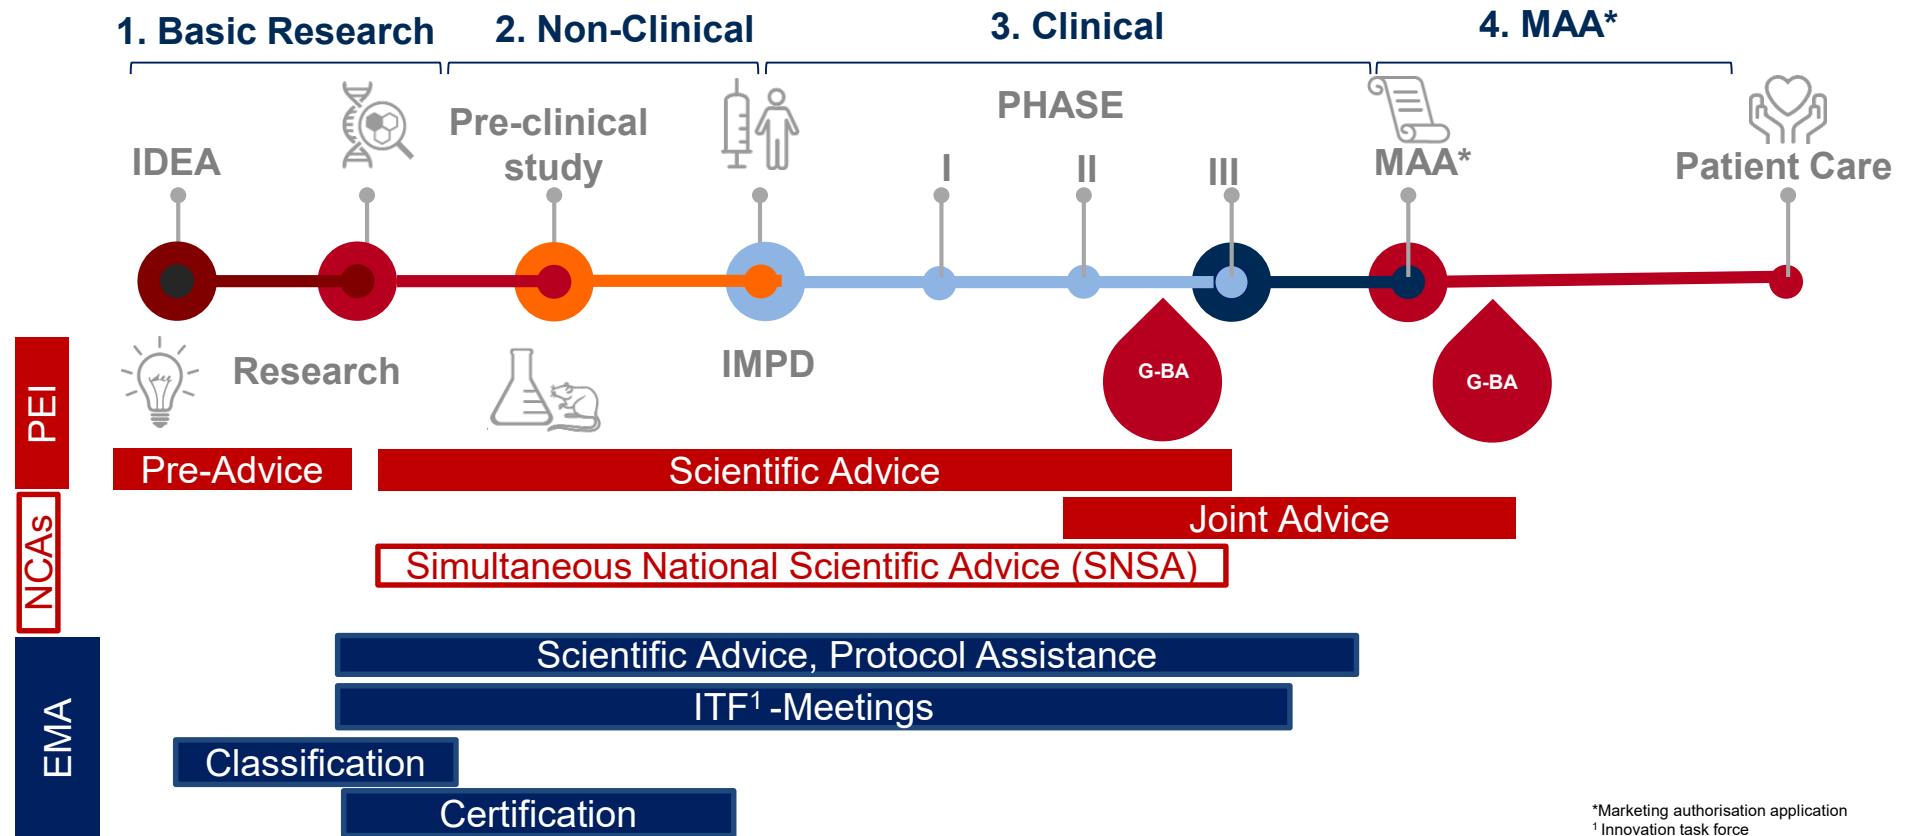 1. Basic Research
2. Non-Clinical
3. Clinical
4. MAA*
IDEA
Pre-clinical
study
PHASE
I
II
III
MAA*
Patient Care
Research
IMPD
G-BA
G-BA
PEI
Pre-Advice
Scientific Advice
Joint Advice
NCAs
Simultaneous National Scientific Advice (SNSA)
EMA
Scientific Advice, Protocol Assistance
ITF¹ -Meetings
Classification
Certification
*Marketing authorisation application
¹ Innovation task force